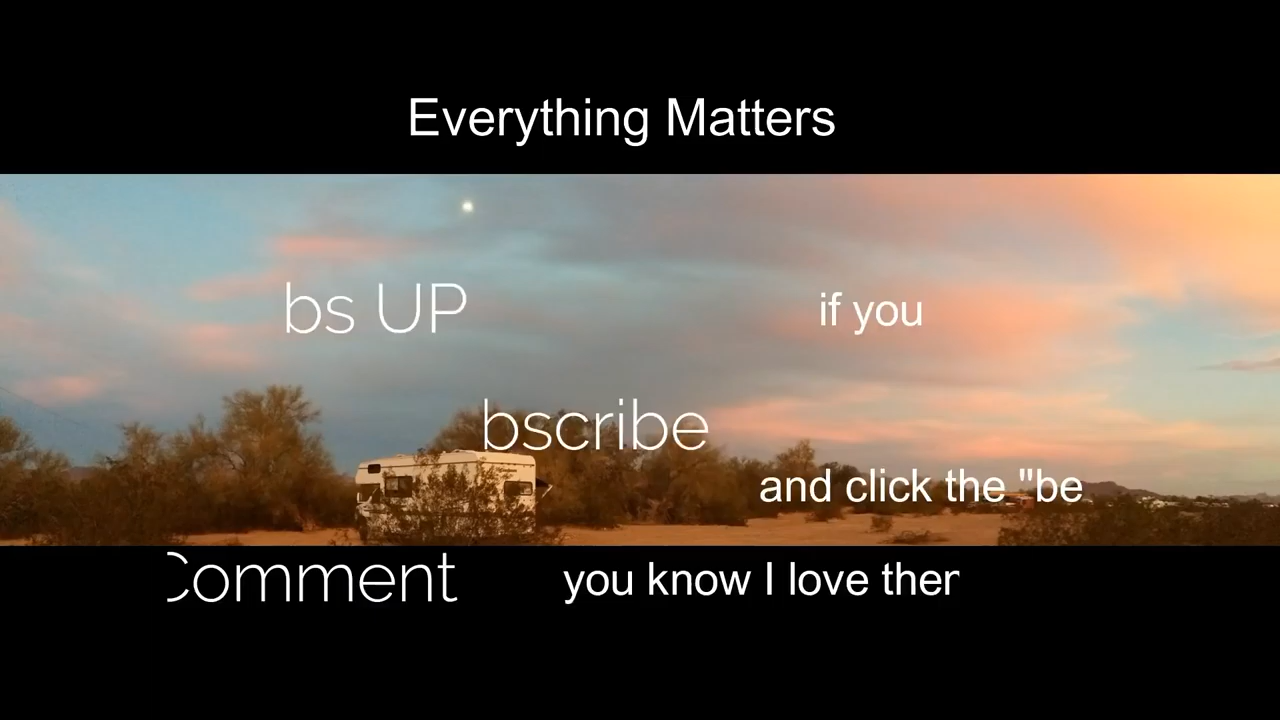 Everything Matters
bs UP if you
bscribe
and click the "be
Comment you know I love ther